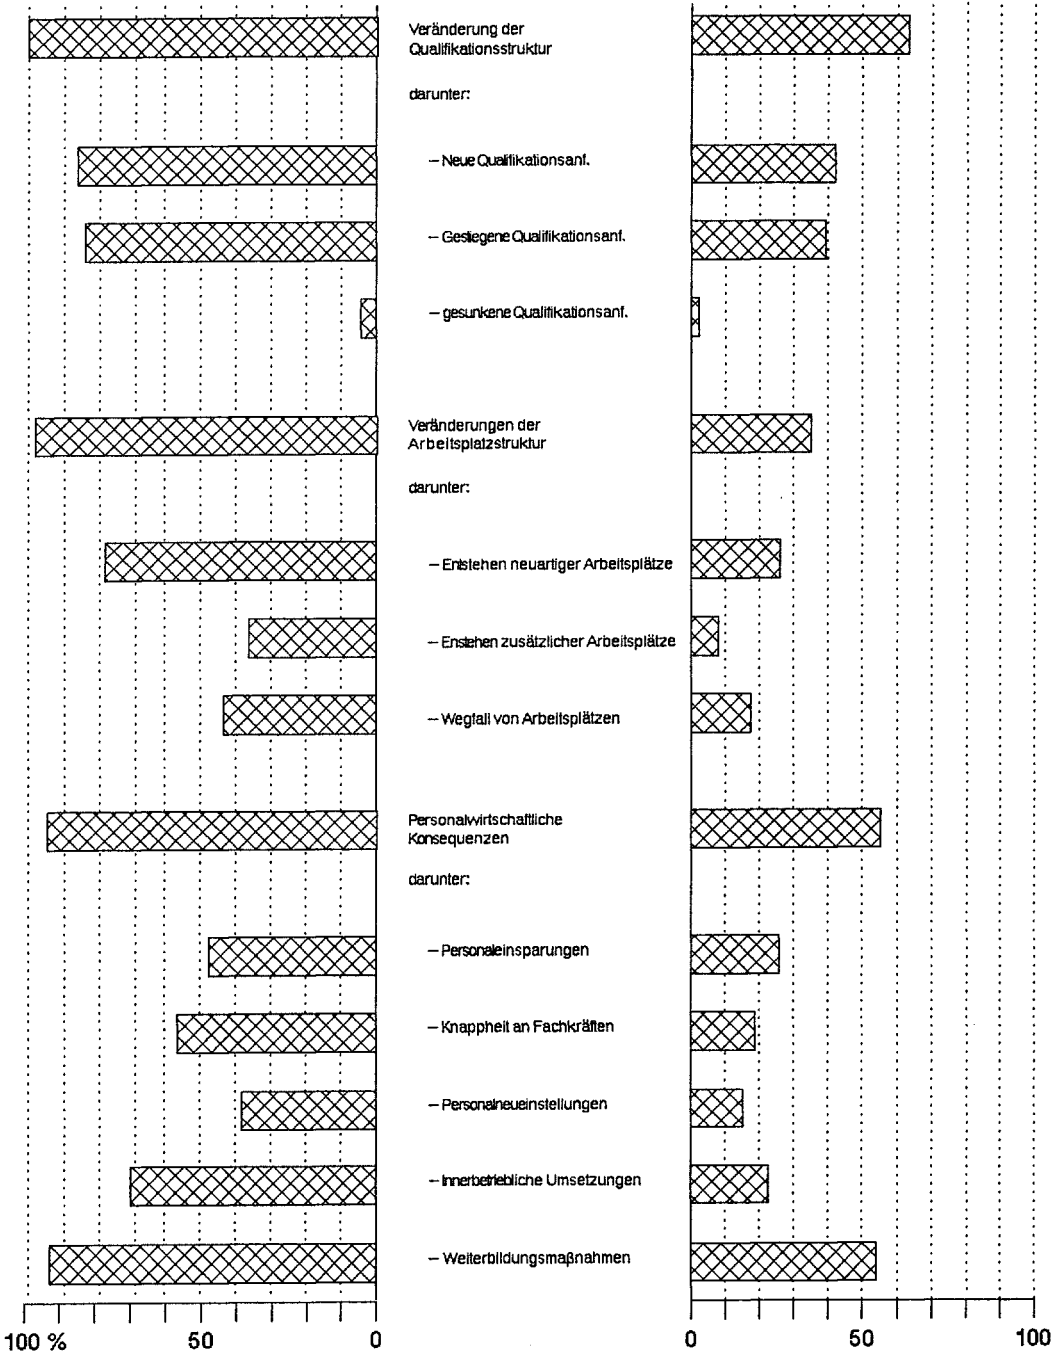 Veränderung der
Qualifikationsstruktur
darunter:
– Neue Qualifikationsanf.
– Gestiegene Qualifikationsanf.
– gesunkene Qualifikationsanf.
Veränderungen der
Arbeitsplatzstruktur
darunter:
– Entstehen neuartiger Arbeitsplätze
– Enstehen zusätzlicher Arbeitsplätze
– Wegfall von Arbeitsplätzen
Personalwirtschaftliche
Konsequenzen
darunter:
– Personaleinsparungen
– Knappheit an Fachkräften
– Personalneueinstellungen
– Innerbetriebliche Umsetzungen
– Weiterbildungsmaßnahmen
100 % 50 0 0 50 100